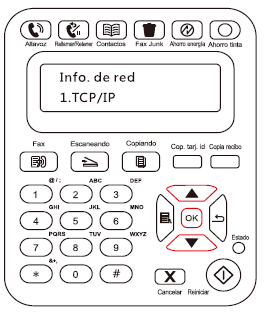 Altavoz Rellamar/Retener Contactos Fax Junk Ahorro energía Ahorro tinta
Info. de red
1.TCP/IP
Fax Escaneando Copiando Cop. tarj. id Copia recibo
@/: ABC DEF
1 2 3
GHI JKL MNO
4 5 6
OK
PQRS TUV WXYZ
7 8 9
Estado
&+,
* 0 #
X
Cancelar Reiniciar